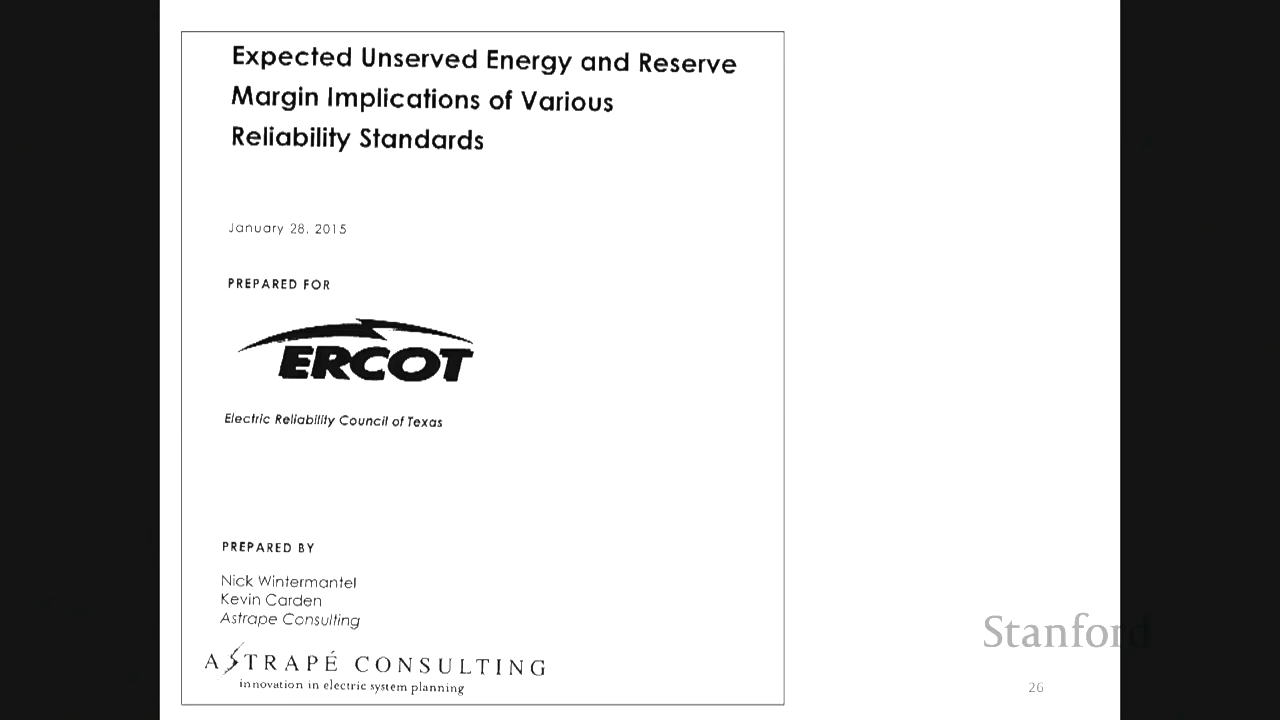 Expected Unserved Energy and Reserve
Margin Implications of Various
Reliability Standards
January 28, 2015
PREPARED FOR
ERCOT
Electric Reliability Council of Texas
PREPARED BY
Nick Wintermantel
Kevin Carden
Astrape Consulting
ASTRAPÉ CONSULTING
innovation in electric system planning
Stanford
26